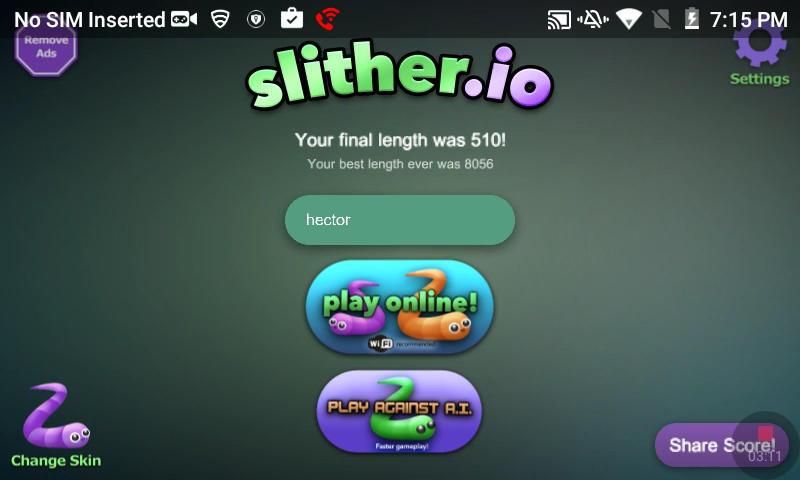 No SIM Inserted 7:15 PM
Remove
Ads
slither.io
Settings
Your final length was 510!
Your best length ever was 8056
hector
play online!
WiFi recommended!
PLAY AGAINST A.I.
Faster gameplay!
Change Skin
Share Score!
03:11